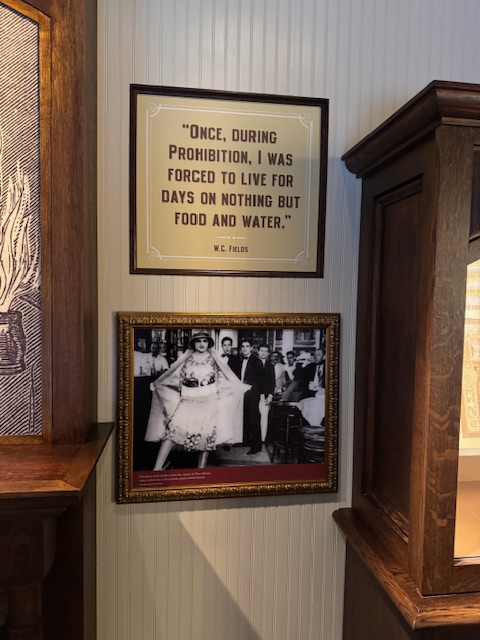 “Once, during
Prohibition, I was
forced to live for
days on nothing but
food and water.”
W.C. Fields